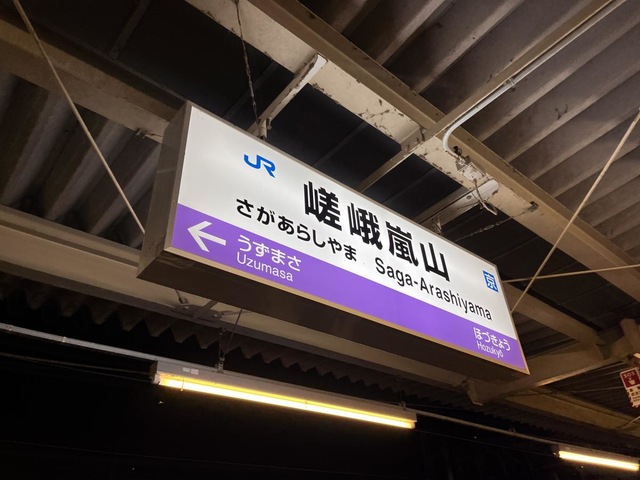 JR
嵯峨嵐山
京
さがあらしやま Saga-Arashiyama
← うずまさ
Uzumasa
ほづきょう
Hozukyō